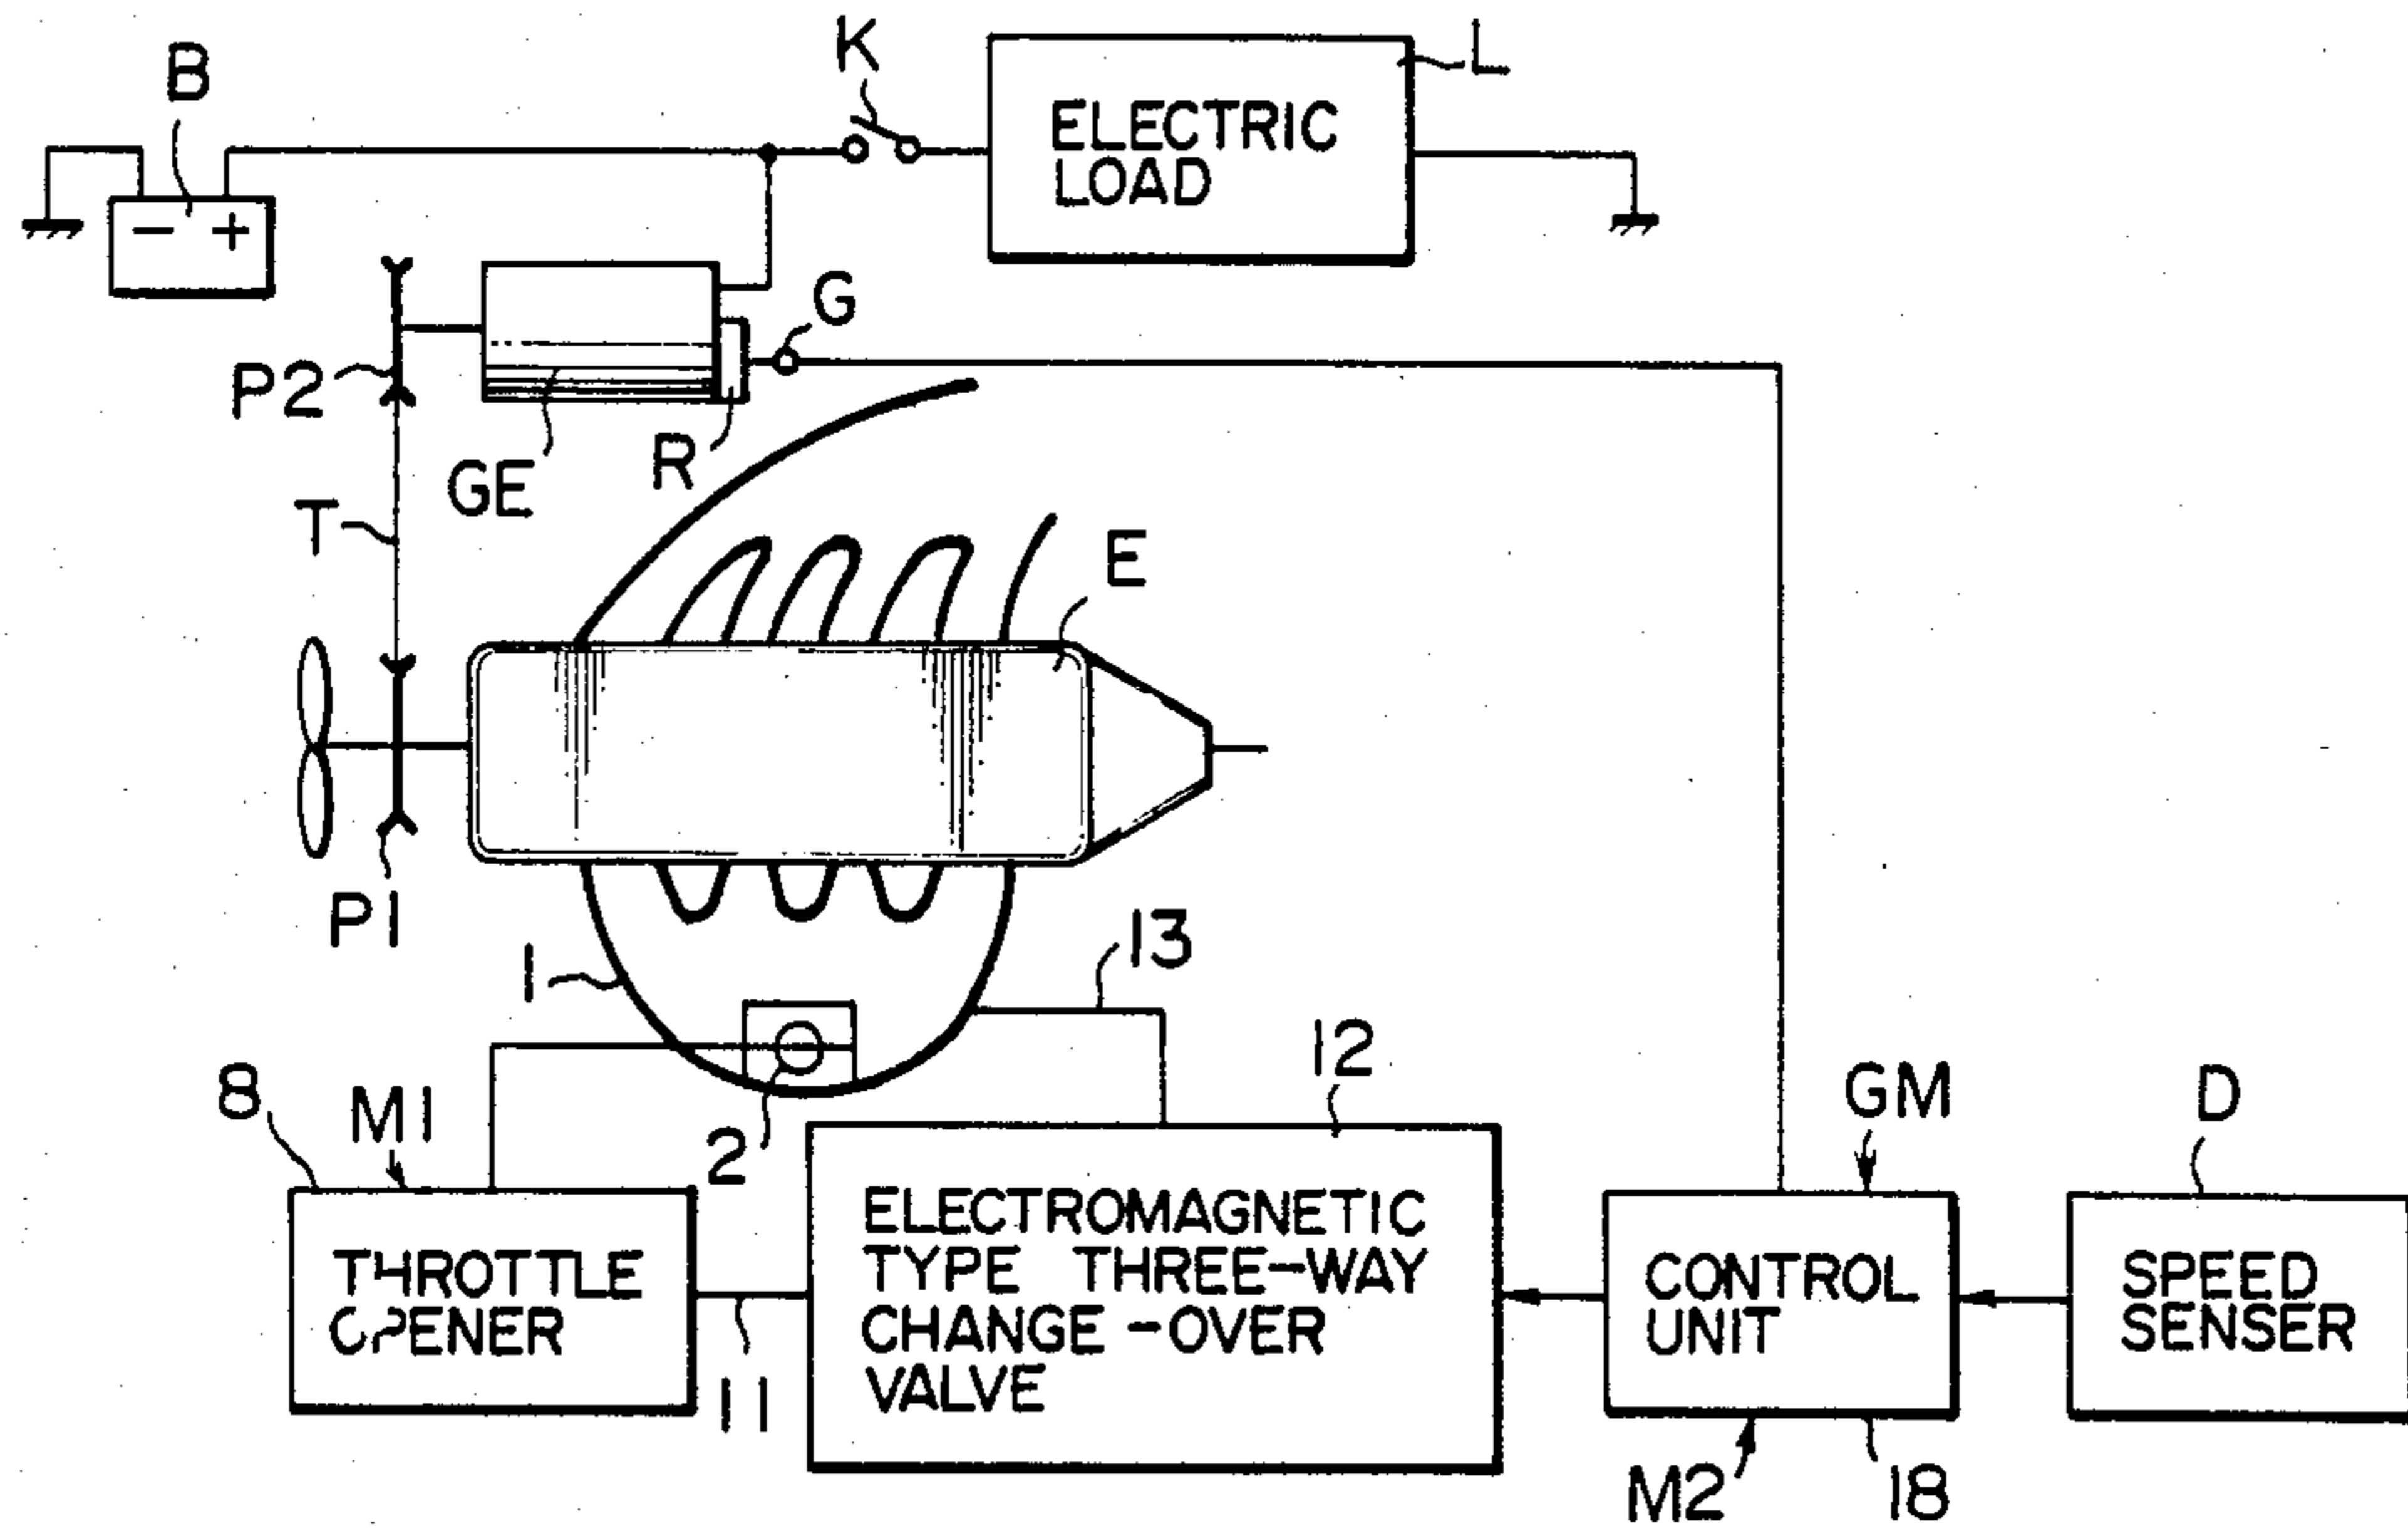 B
K
L
ELECTRIC
LOAD
− +
G
P2
R
GE
T
E
P1
1
13
12
8
M1
2
GM
D
THROTTLE
OPENER
11
ELECTROMAGNETIC
TYPE THREE-WAY
CHANGE-OVER
VALVE
CONTROL
UNIT
SPEED
SENSER
M2
18